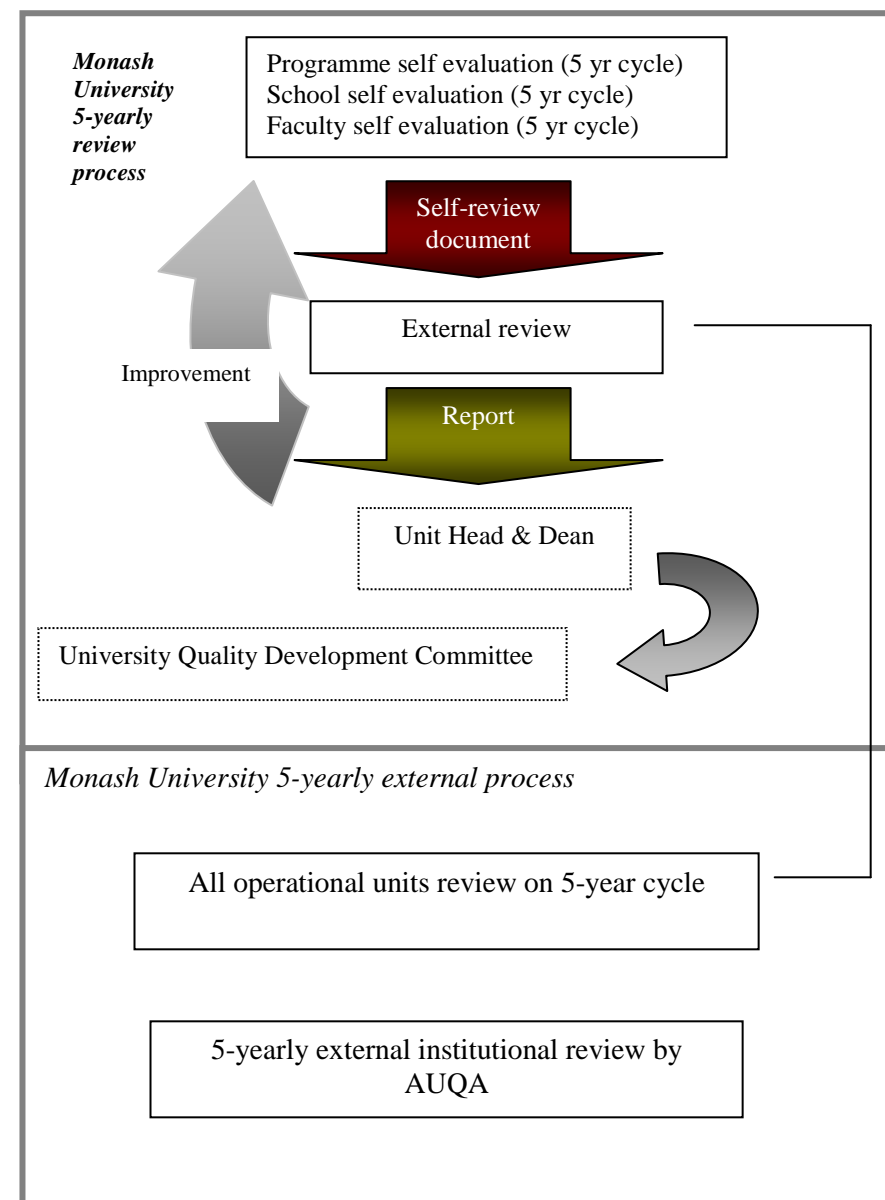 Monash
University
5-yearly
review
process
Programme self evaluation (5 yr cycle)
School self evaluation (5 yr cycle)
Faculty self evaluation (5 yr cycle)
Self-review
document
External review
Improvement
Report
Unit Head & Dean
University Quality Development Committee
Monash University 5-yearly external process
All operational units review on 5-year cycle
5-yearly external institutional review by
AUQA